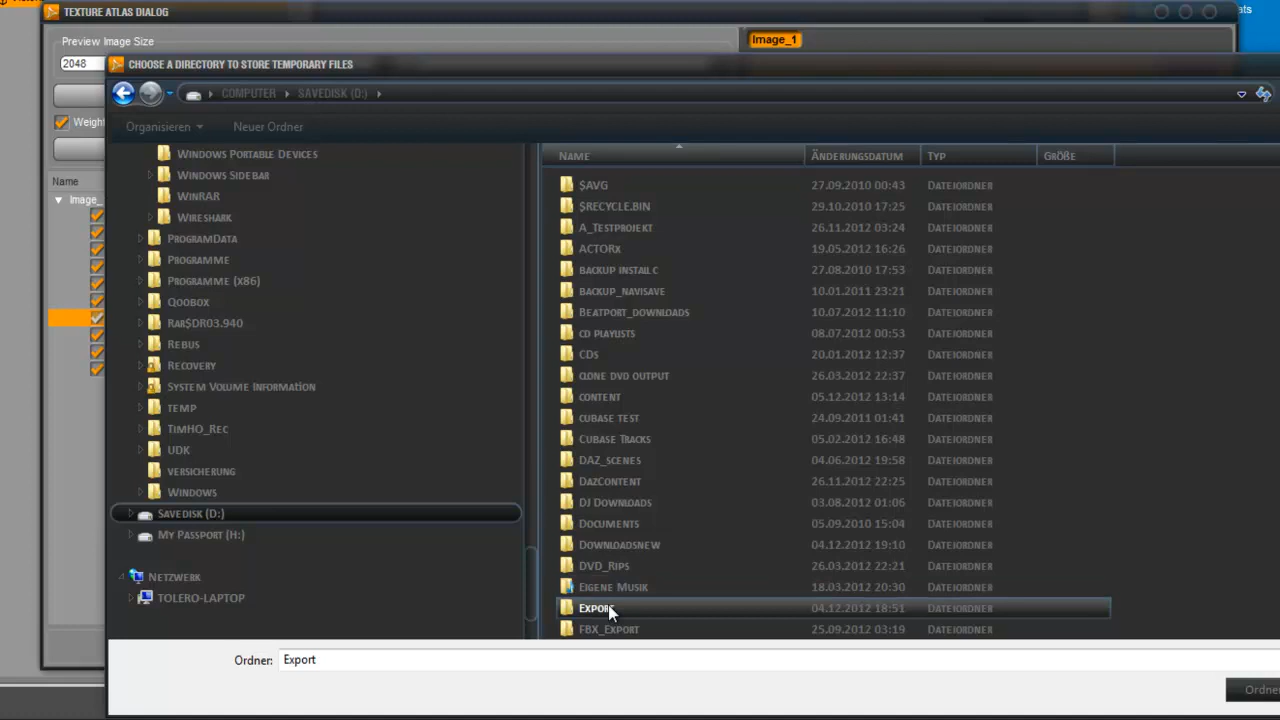 ats
TEXTURE ATLAS DIALOG
Preview Image Size
Image_1
2048
CHOOSE A DIRECTORY TO STORE TEMPORARY FILES
COMPUTER SAVEDISK (D:)
Weight
Organisieren Neuer Ordner
Name
Image_
WINDOWS PORTABLE DEVICES
WINDOWS SIDEBAR
WINRAR
WIRESHARK
PROGRAMDATA
PROGRAMME
PROGRAMME (X86)
QOOBOX
RAR$DR03.940
REBUS
RECOVERY
SYSTEM VOLUME INFORMATION
TEMP
TIMHO_REC
UDK
VERSICHERUNG
WINDOWS
SAVEDISK (D:)
MY PASSPORT (H:)
NETZWERK
TOLERO-LAPTOP
NAME ÄNDERUNGSDATUM TYP GRÖßE
$AVG 27.09.2010 00:43 DATEIORDNER
$RECYCLE.BIN 29.10.2010 17:25 DATEIORDNER
A_TESTPROJEKT 26.11.2012 03:24 DATEIORDNER
ACTORX 19.05.2012 16:26 DATEIORDNER
BACKUP INSTALL C 27.08.2010 17:53 DATEIORDNER
BACKUP_NAVISAVE 10.01.2011 23:21 DATEIORDNER
BEATPORT_DOWNLOADS 10.07.2012 11:10 DATEIORDNER
CD PLAYLISTS 08.07.2012 00:53 DATEIORDNER
CDS 20.01.2012 12:37 DATEIORDNER
CLONE DVD OUTPUT 26.03.2012 22:37 DATEIORDNER
CONTENT 05.12.2012 13:14 DATEIORDNER
CUBASE TEST 24.09.2011 01:41 DATEIORDNER
CUBASE TRACKS 05.02.2012 16:48 DATEIORDNER
DAZ_SCENES 04.06.2012 19:58 DATEIORDNER
DAZCONTENT 26.11.2012 22:25 DATEIORDNER
DJ DOWNLOADS 03.08.2012 01:06 DATEIORDNER
DOCUMENTS 05.09.2010 15:04 DATEIORDNER
DOWNLOADSNEW 04.12.2012 19:10 DATEIORDNER
DVD_RIPS 26.03.2012 22:21 DATEIORDNER
EIGENE MUSIK 18.03.2012 20:30 DATEIORDNER
EXPORT 04.12.2012 18:51 DATEIORDNER
FBX_EXPORT 25.09.2012 03:19 DATEIORDNER
Ordner: Export
Ordner